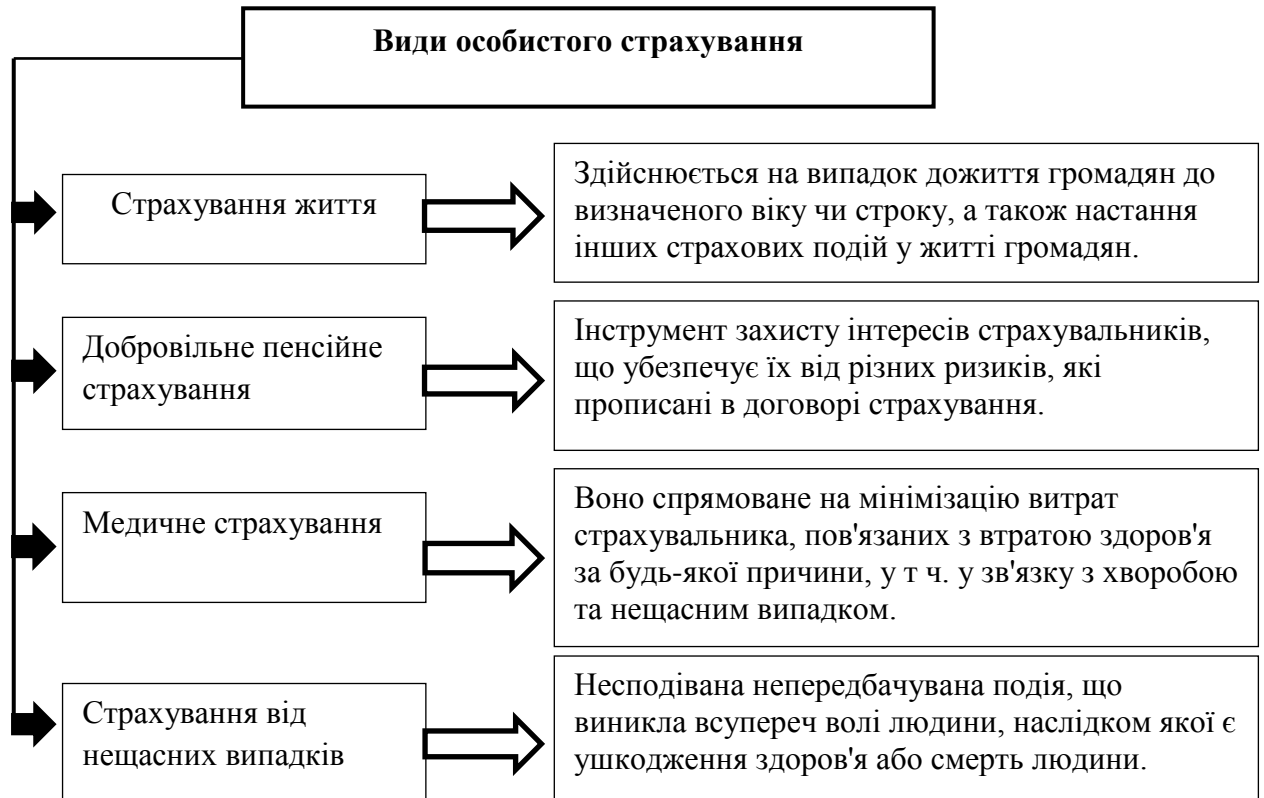 Види особистого страхування
Страхування життя
Здійснюється на випадок дожиття громадян до
визначеного віку чи строку, а також настання
інших страхових подій у житті громадян.
Добровільне пенсійне
страхування
Інструмент захисту інтересів страхувальників,
що убезпечує їх від різних ризиків, які
прописані в договорі страхування.
Медичне страхування
Воно спрямоване на мінімізацію витрат
страхувальника, пов'язаних з втратою здоров'я
за будь-якої причини, у т ч. у зв'язку з хворобою
та нещасним випадком.
Страхування від
нещасних випадків
Несподівана непередбачувана подія, що
виникла всупереч волі людини, наслідком якої є
ушкодження здоров'я або смерть людини.